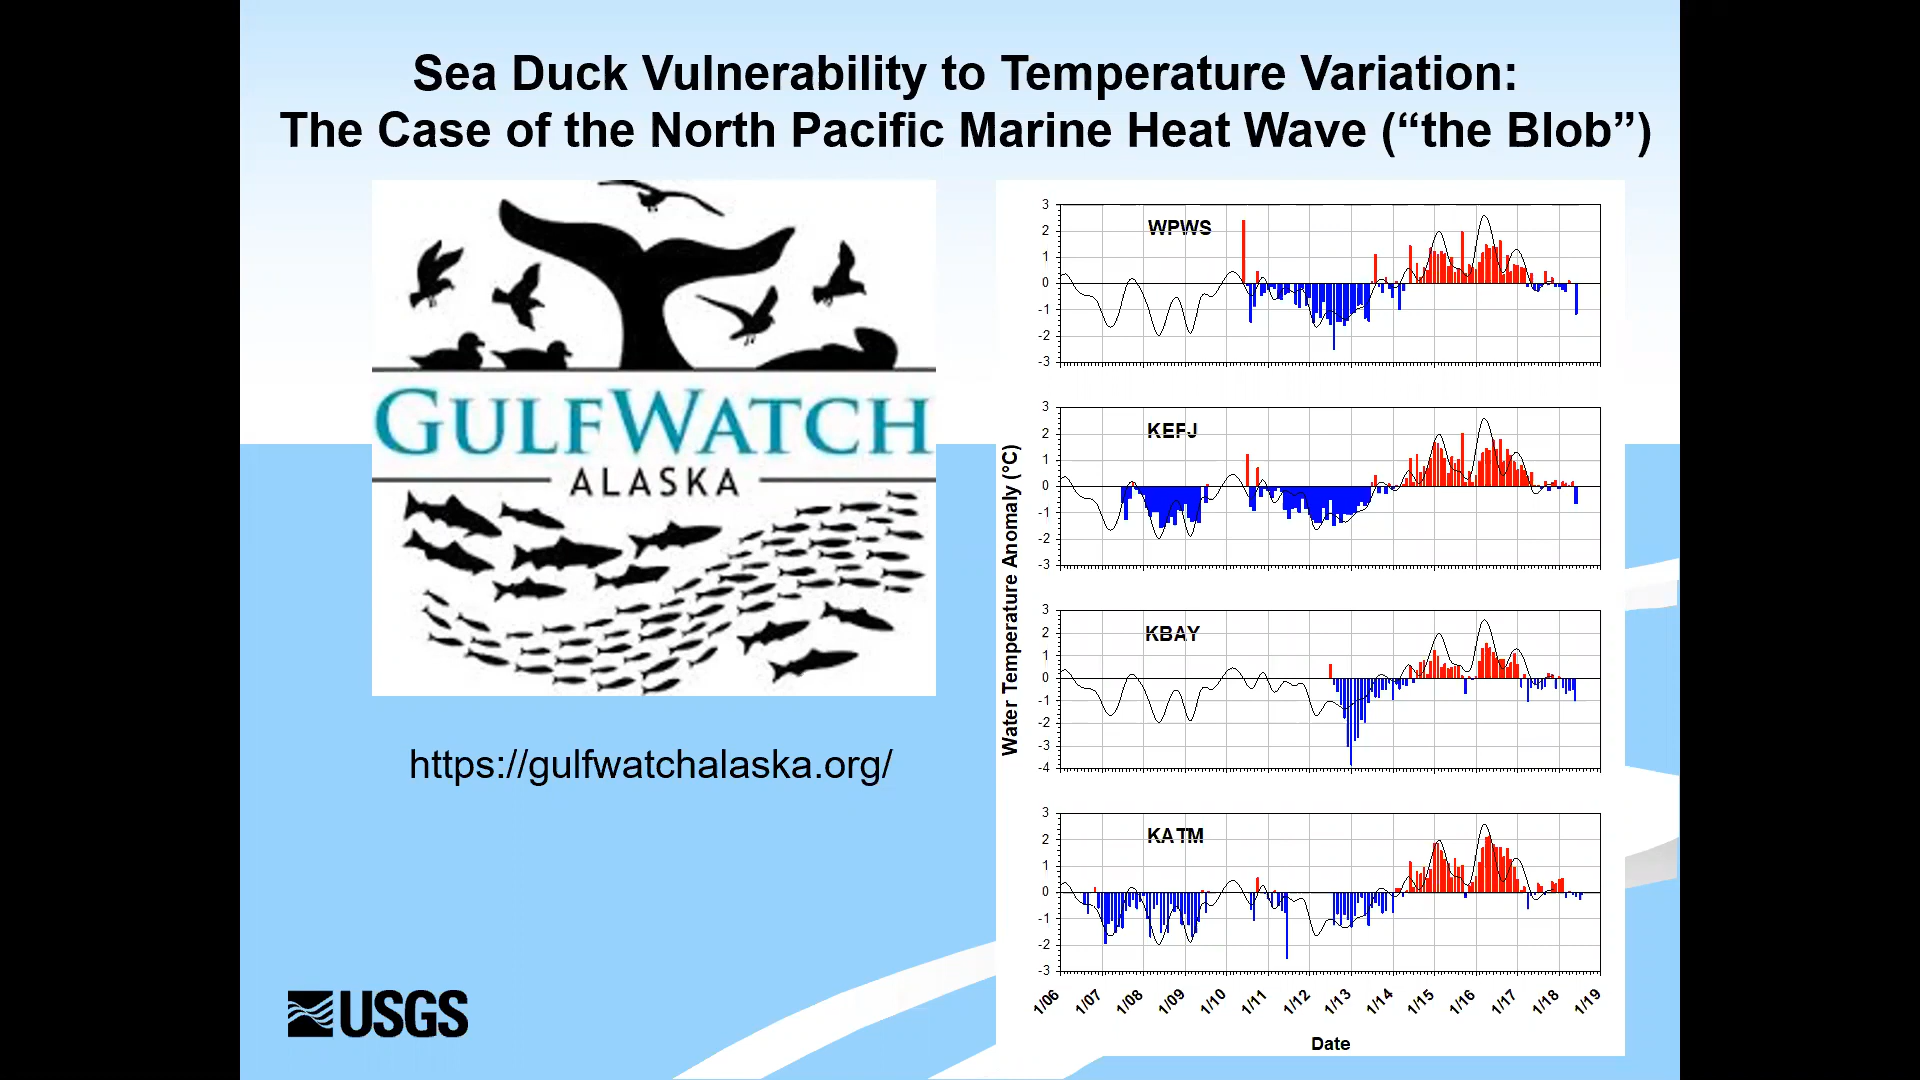 Sea Duck Vulnerability to Temperature Variation:
The Case of the North Pacific Marine Heat Wave (“the Blob”)
GULFWATCH
ALASKA
https://gulfwatchalaska.org/
USGS
Water Temperature Anomaly (°C)
3
WPWS
2
1
0
-1
-2
-3
3
KEFJ
2
1
0
-1
-2
-3
3
KBAY
2
1
0
-1
-2
-3
-4
3
KATM
2
1
0
-1
-2
-3
1/06 1/07 1/08 1/09 1/10 1/11 1/12 1/13 1/14 1/15 1/16 1/17 1/18 1/19
Date